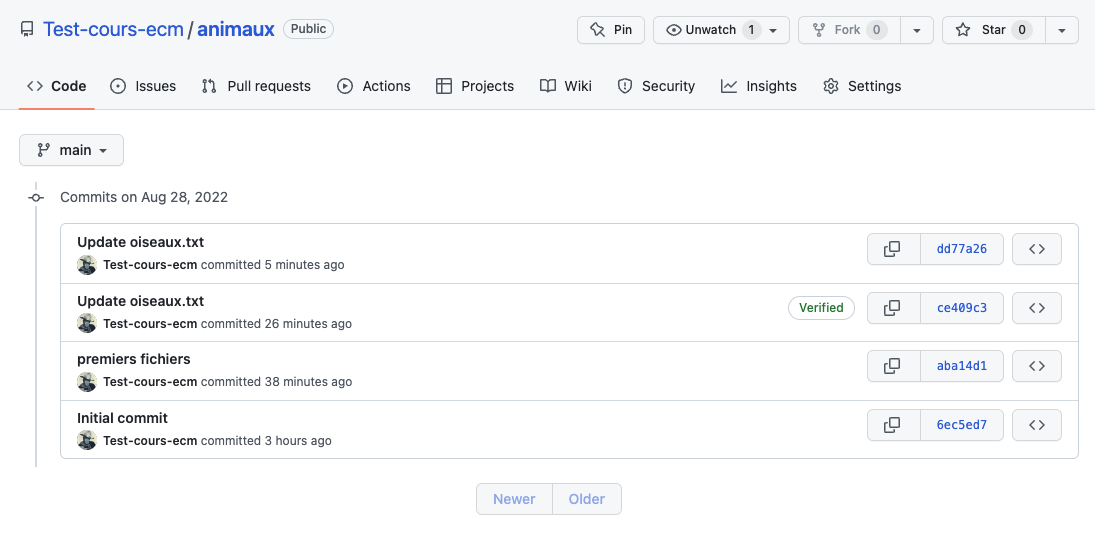 Test-cours-ecm / animaux Public Pin Unwatch 1 Fork 0 Star 0
Code Issues Pull requests Actions Projects Wiki Security Insights Settings
main
Commits on Aug 28, 2022
Update oiseaux.txt
Test-cours-ecm committed 5 minutes ago dd77a26
Update oiseaux.txt
Test-cours-ecm committed 26 minutes ago Verified ce409c3
premiers fichiers
Test-cours-ecm committed 38 minutes ago aba14d1
Initial commit
Test-cours-ecm committed 3 hours ago 6ec5ed7
Newer Older